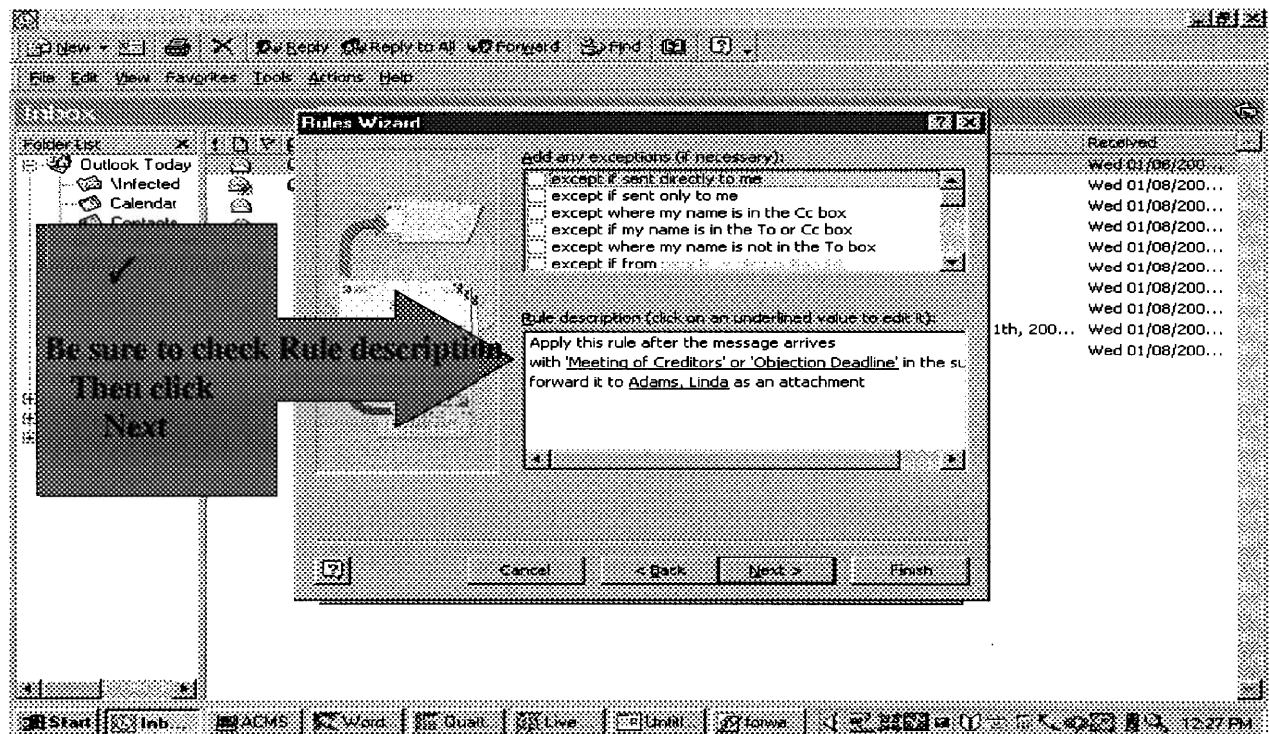 New
Reply Reply to All Forward Find
File Edit View Favorites Tools Actions Help
Inbox
Folder List
Outlook Today
\Infected
Calendar
Contacts
Received
Wed 01/08/200...
Wed 01/08/200...
Wed 01/08/200...
Wed 01/08/200...
Wed 01/08/200...
Wed 01/08/200...
Wed 01/08/200...
Wed 01/08/200...
1th, 200... Wed 01/08/200...
Wed 01/08/200...
Rules Wizard
Add any exceptions (if necessary):
except if sent directly to me
except if sent only to me
except where my name is in the Cc box
except if my name is in the To or Cc box
except where my name is not in the To box
except if from
Rule description (click on an underlined value to edit it):
Apply this rule after the message arrives
with 'Meeting of Creditors' or 'Objection Deadline' in the su
forward it to Adams, Linda as an attachment
Be sure to check Rule description
Then click
Next
Cancel < Back Next > Finish
Start Inb... ACMS Word Live Untitl... forwa... 12:27 PM